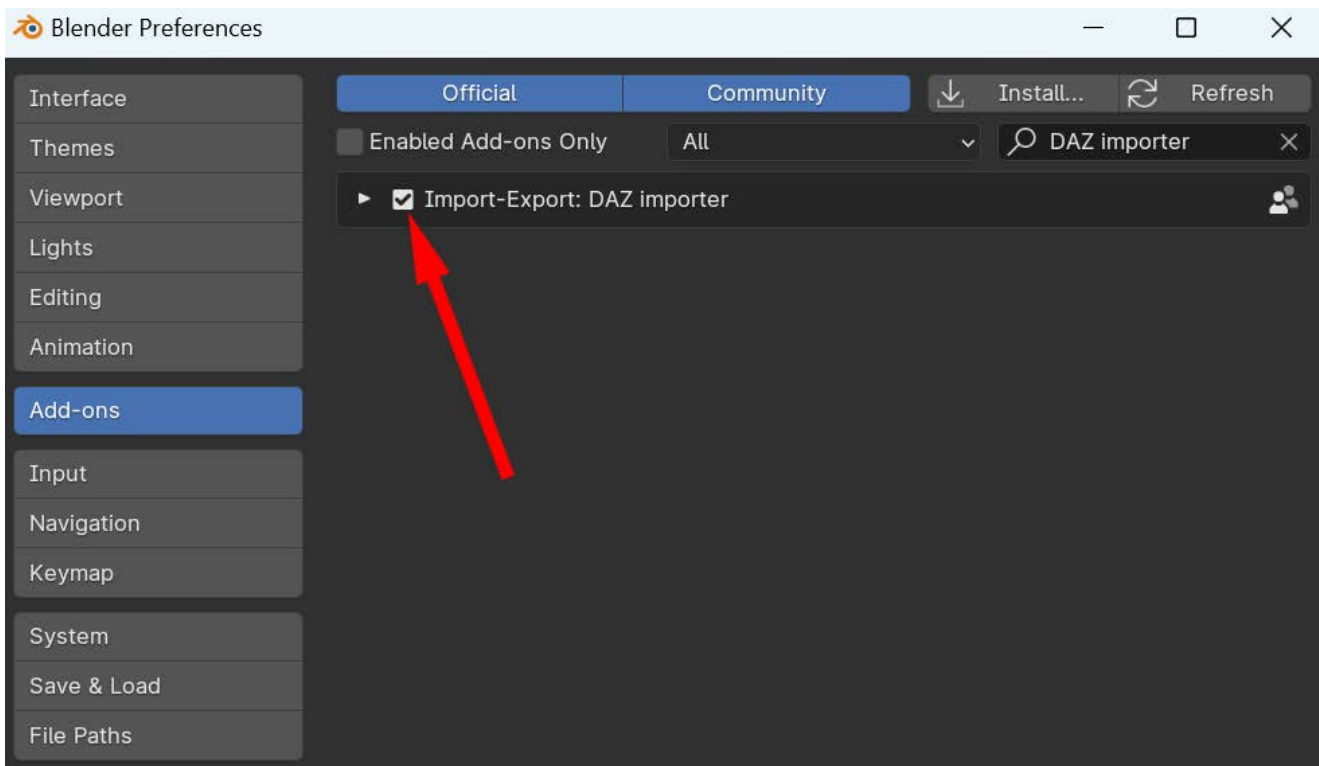 Blender Preferences
Interface
Themes
Viewport
Lights
Editing
Animation
Add-ons
Input
Navigation
Keymap
System
Save & Load
File Paths
Official Community Install... Refresh
Enabled Add-ons Only All DAZ importer
Import-Export: DAZ importer